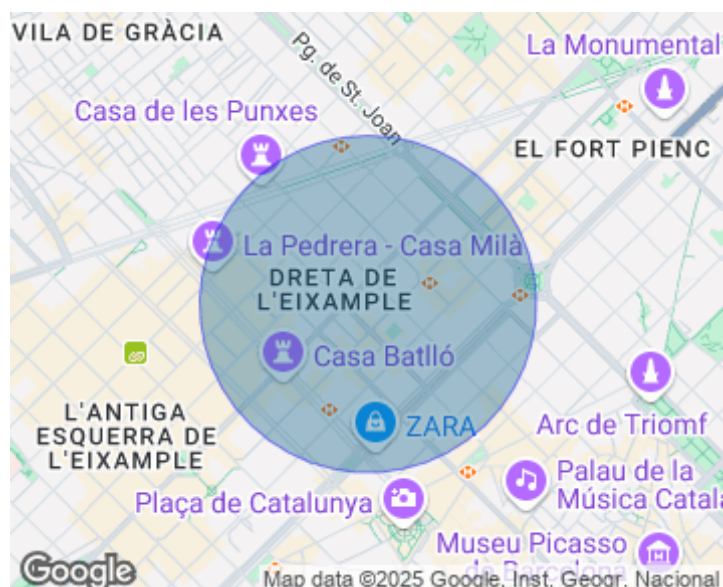 VILA DE GRÀCIA
Pg. de St. Joan
La Monumental
Casa de les Punxes
EL FORT PIENC
La Pedrera - Casa Milà
DRETA DE
L'EIXAMPLE
Casa Batlló
L'ANTIGA
ESQUERRA DE
L'EIXAMPLE
ZARA
Arc de Triomf
Plaça de Catalunya
Palau de la
Música Catala
Museu Picasso
de Barcelona
Google
Map data ©2025 Google, Inst. Geogr. Nacional